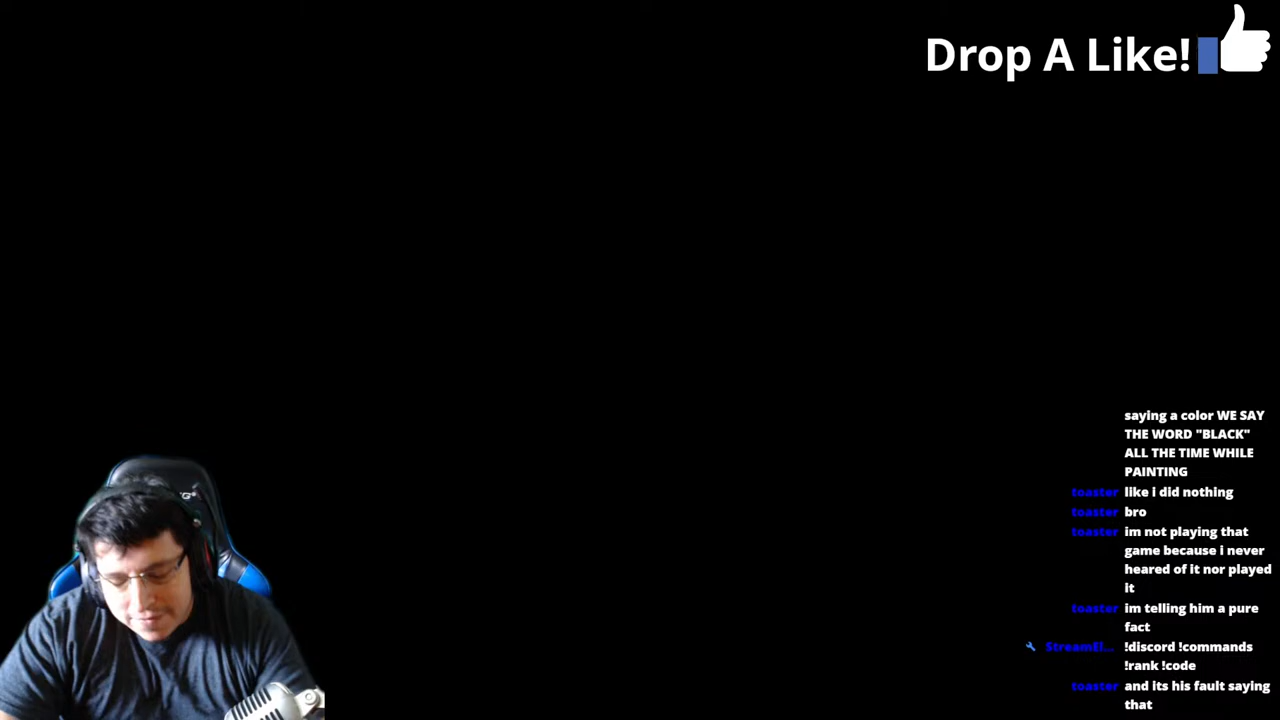 Drop A Like!
saying a color WE SAY
THE WORD "BLACK"
ALL THE TIME WHILE
PAINTING
toaster like i did nothing
toaster bro
toaster im not playing that
game because i never
heared of it nor played
it
toaster im telling him a pure
fact
StreamEl... !discord !commands
!rank !code
toaster and its his fault saying
that